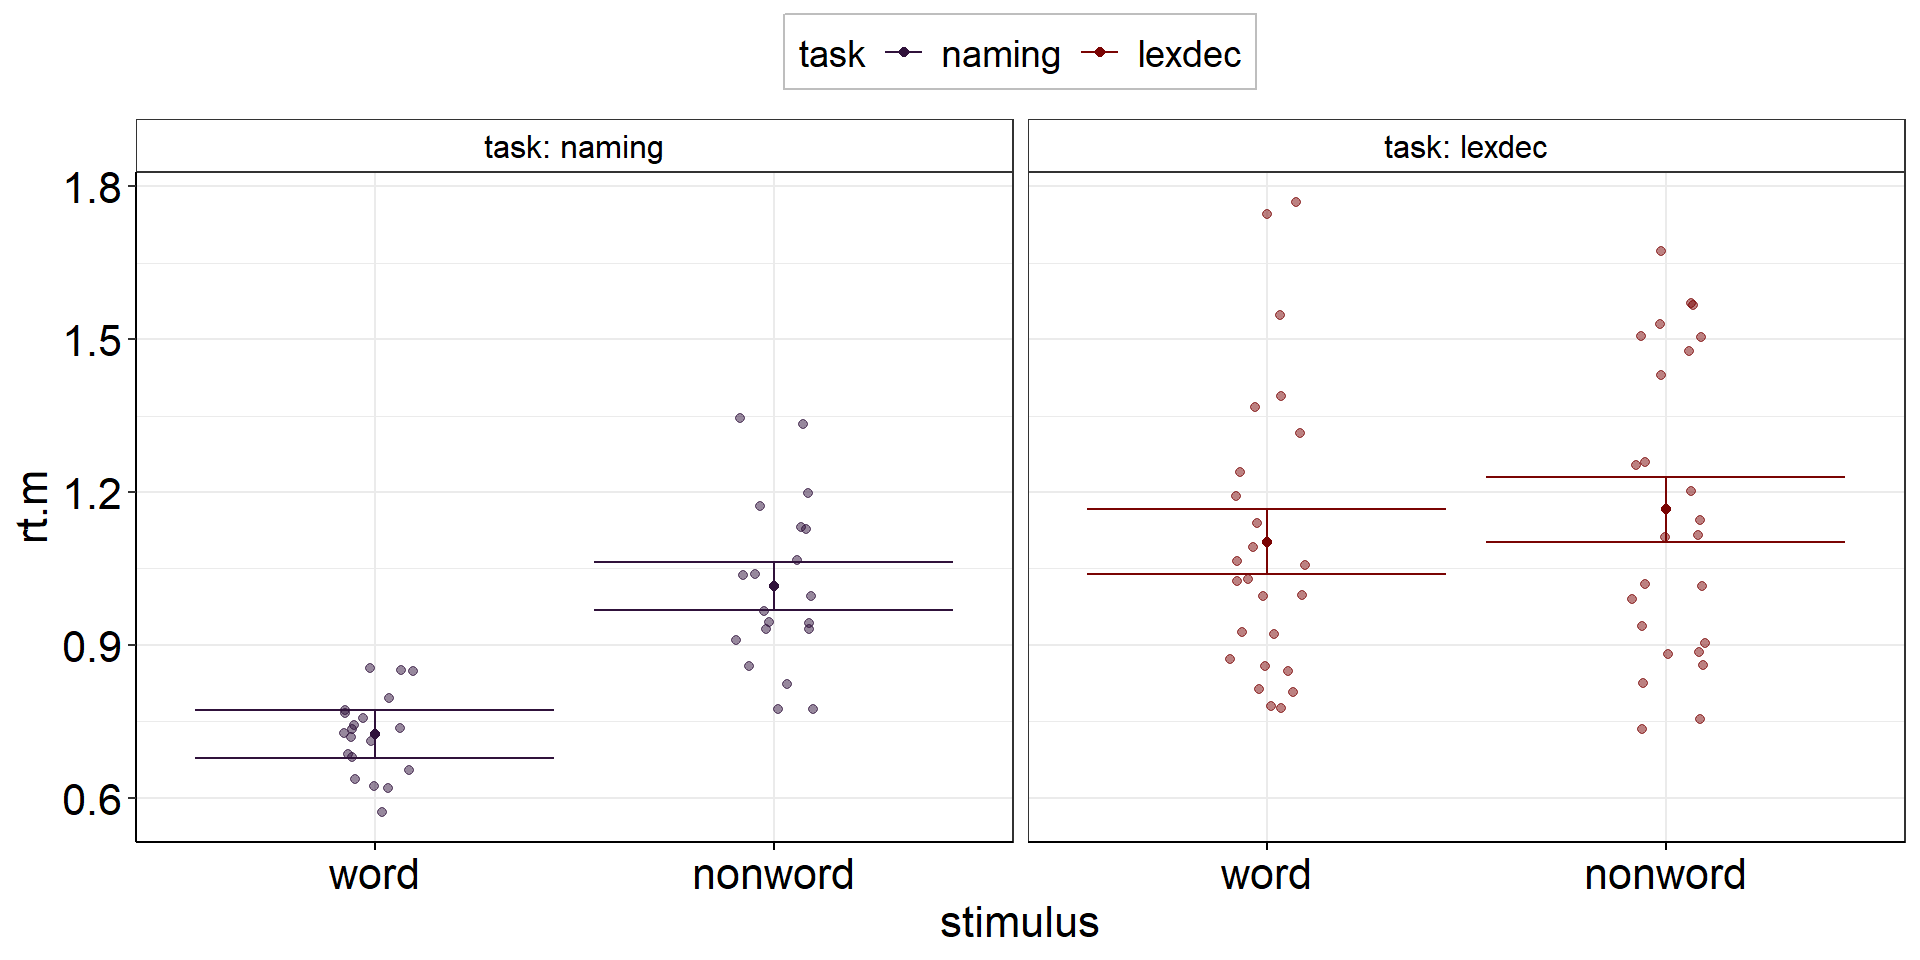 task naming lexdec
task: naming
task: lexdec
1.8
1.5
1.2
0.9
0.6
rt.m
word nonword word nonword
stimulus